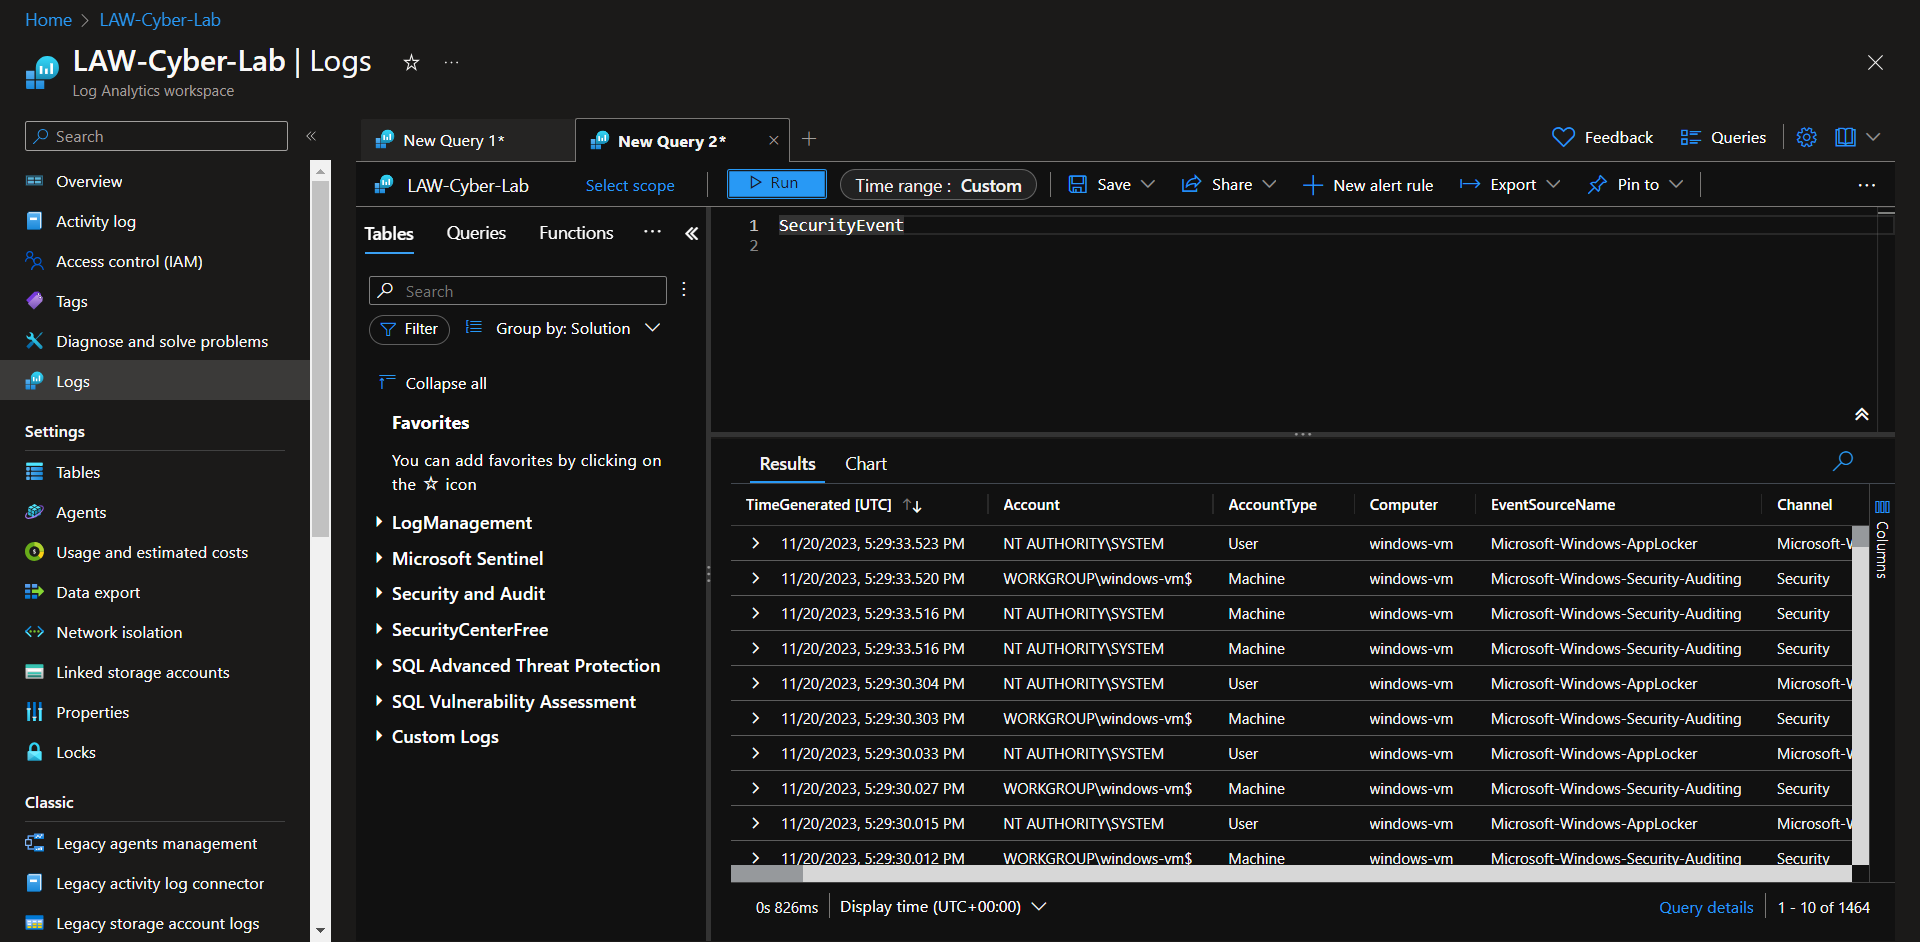 Home > LAW-Cyber-Lab
LAW-Cyber-Lab | Logs
Log Analytics workspace
Search
Overview
Activity log
Access control (IAM)
Tags
Diagnose and solve problems
Logs
Settings
Tables
Agents
Usage and estimated costs
Data export
Network isolation
Linked storage accounts
Properties
Locks
Classic
Legacy agents management
Legacy activity log connector
Legacy storage account logs
New Query 1*
New Query 2*
Feedback
Queries
LAW-Cyber-Lab
Select scope
Run
Time range : Custom
Save
Share
New alert rule
Export
Pin to
Tables
Queries
Functions
Search
Filter
Group by: Solution
Collapse all
Favorites
You can add favorites by clicking on
the ☆ icon
LogManagement
Microsoft Sentinel
Security and Audit
SecurityCenterFree
SQL Advanced Threat Protection
SQL Vulnerability Assessment
Custom Logs
1 SecurityEvent
2
Results
Chart
TimeGenerated [UTC] Account AccountType Computer EventSourceName Channel
11/20/2023, 5:29:33.523 PM NT AUTHORITY\SYSTEM User windows-vm Microsoft-Windows-AppLocker Microsoft-W
11/20/2023, 5:29:33.520 PM WORKGROUP\windows-vm$ Machine windows-vm Microsoft-Windows-Security-Auditing Security
11/20/2023, 5:29:33.516 PM NT AUTHORITY\SYSTEM Machine windows-vm Microsoft-Windows-Security-Auditing Security
11/20/2023, 5:29:33.516 PM NT AUTHORITY\SYSTEM Machine windows-vm Microsoft-Windows-Security-Auditing Security
11/20/2023, 5:29:30.304 PM NT AUTHORITY\SYSTEM User windows-vm Microsoft-Windows-AppLocker Microsoft-W
11/20/2023, 5:29:30.303 PM WORKGROUP\windows-vm$ Machine windows-vm Microsoft-Windows-Security-Auditing Security
11/20/2023, 5:29:30.033 PM NT AUTHORITY\SYSTEM User windows-vm Microsoft-Windows-AppLocker Microsoft-W
11/20/2023, 5:29:30.027 PM WORKGROUP\windows-vm$ Machine windows-vm Microsoft-Windows-Security-Auditing Security
11/20/2023, 5:29:30.015 PM NT AUTHORITY\SYSTEM User windows-vm Microsoft-Windows-AppLocker Microsoft-W
11/20/2023, 5:29:30.012 PM WORKGROUP\windows-vm$ Machine windows-vm Microsoft-Windows-Security-Auditing Security
Columns
0s 826ms
Display time (UTC+00:00)
Query details
1 - 10 of 1464